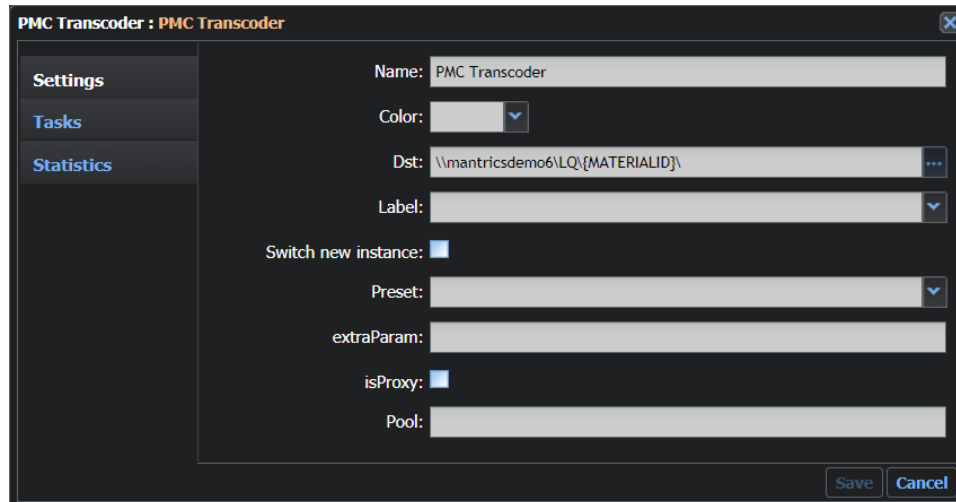 PMC Transcoder : PMC Transcoder
Settings
Tasks
Statistics
Name: PMC Transcoder
Color:
Dst: \\mantricsdemo6\LQ\{MATERIALID}\
Label:
Switch new instance:
Preset:
extraParam:
isProxy:
Pool:
Save Cancel